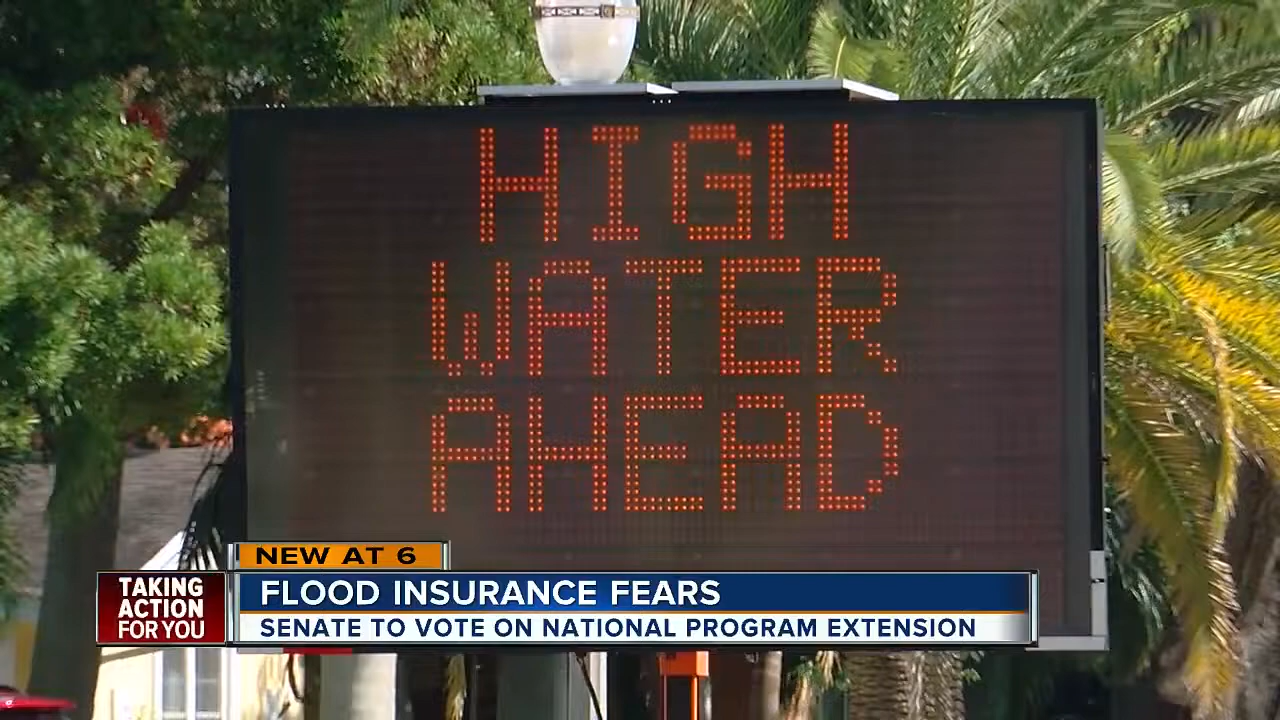 HIGH
WATER
AHEAD
NEW AT 6
TAKING
ACTION
FOR YOU
FLOOD INSURANCE FEARS
SENATE TO VOTE ON NATIONAL PROGRAM EXTENSION